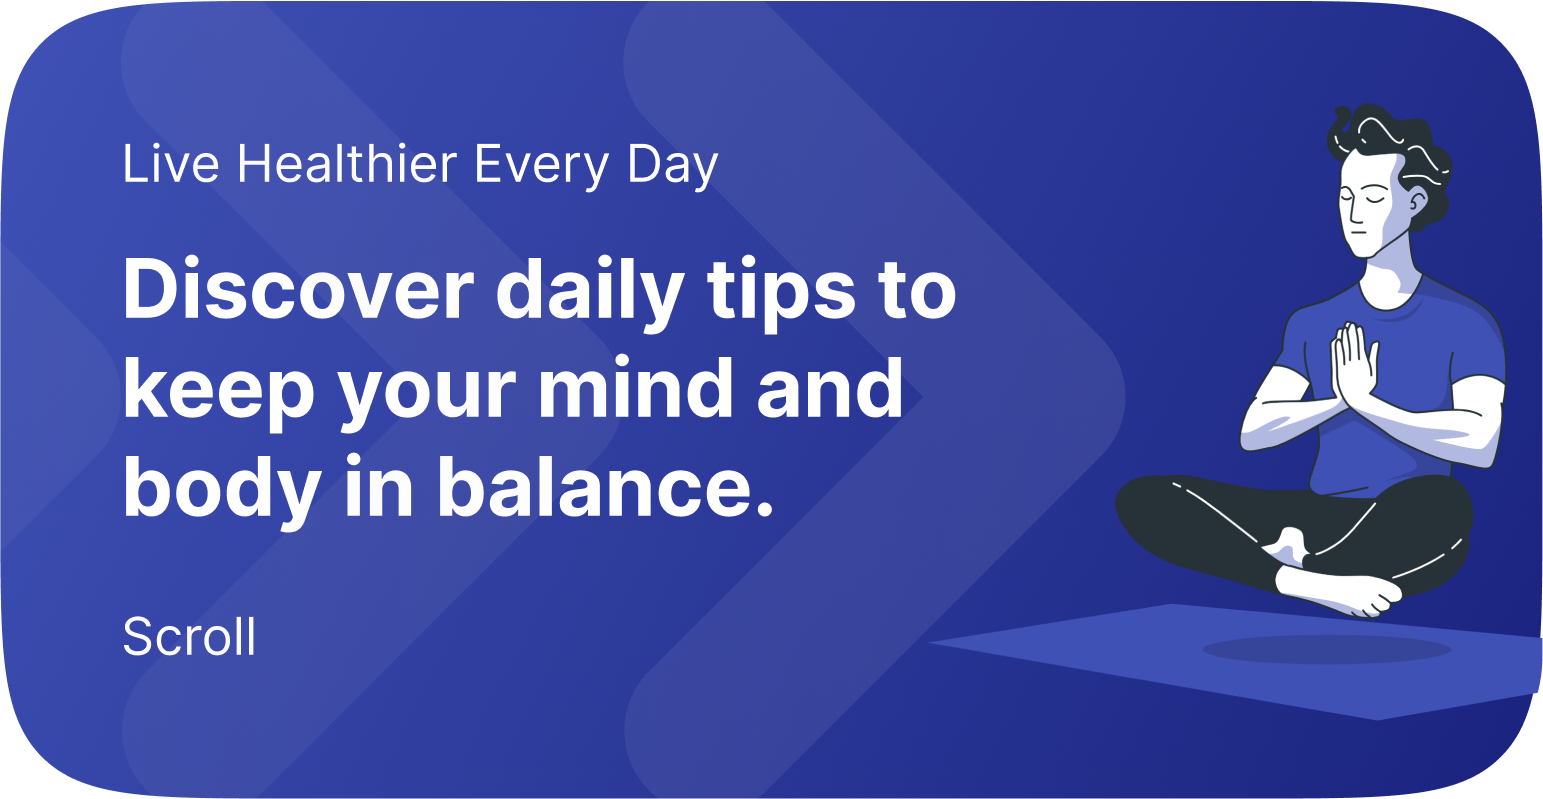 Live Healthier Every Day
Discover daily tips to
keep your mind and
body in balance.
Scroll